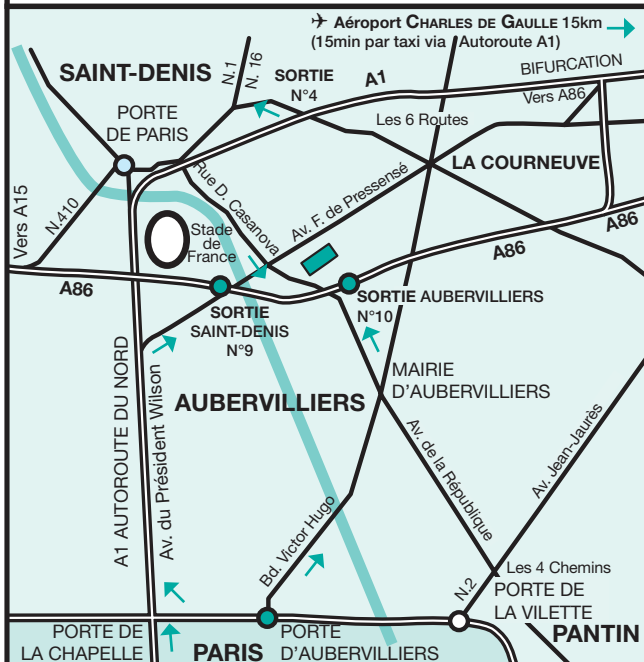 ✈ Aéroport CHARLES DE GAULLE 15km
(15min par taxi via Autoroute A1)
SAINT-DENIS
N.1
N. 16
SORTIE
N°4
A1
BIFURCATION
Vers A86
PORTE
DE PARIS
Les 6 Routes
LA COURNEUVE
Rue D. Casanova
Av. F. de Pressensé
Vers A15
N.410
Stade
de
France
A86
A86
A86
SORTIE
SAINT-DENIS
N°9
SORTIE AUBERVILLIERS
N°10
MAIRIE
D'AUBERVILLIERS
AUBERVILLIERS
A1 AUTOROUTE DU NORD
Av. du Président Wilson
Av. de la République
Av. Jean-Jaurès
Bd. Victor Hugo
Les 4 Chemins
N.2
PORTE DE
LA VILETTE
PANTIN
PORTE DE
LA CHAPELLE
PARIS
PORTE
D'AUBERVILLIERS